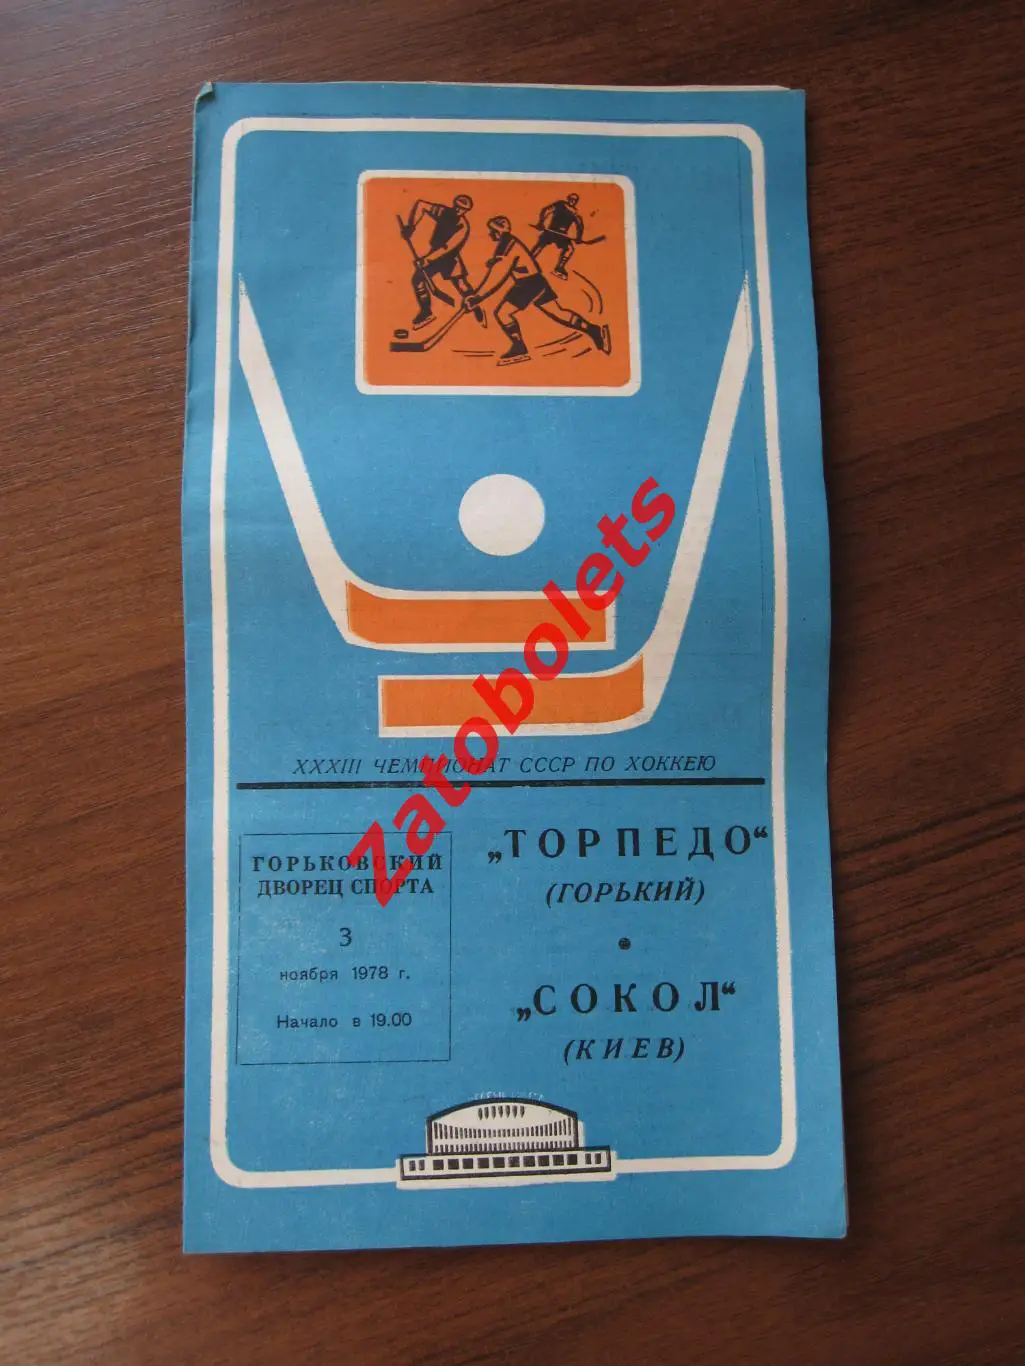 XXXIII ЧЕМПИОНАТ СССР ПО ХОККЕЮ
ГОРЬКОВСКИЙ
ДВОРЕЦ СПОРТА
3
ноября 1978 г.
Начало в 19.00
„ТОРПЕДО“
(ГОРЬКИЙ)
•
„СОКОЛ“
(КИЕВ)
Zatobolets